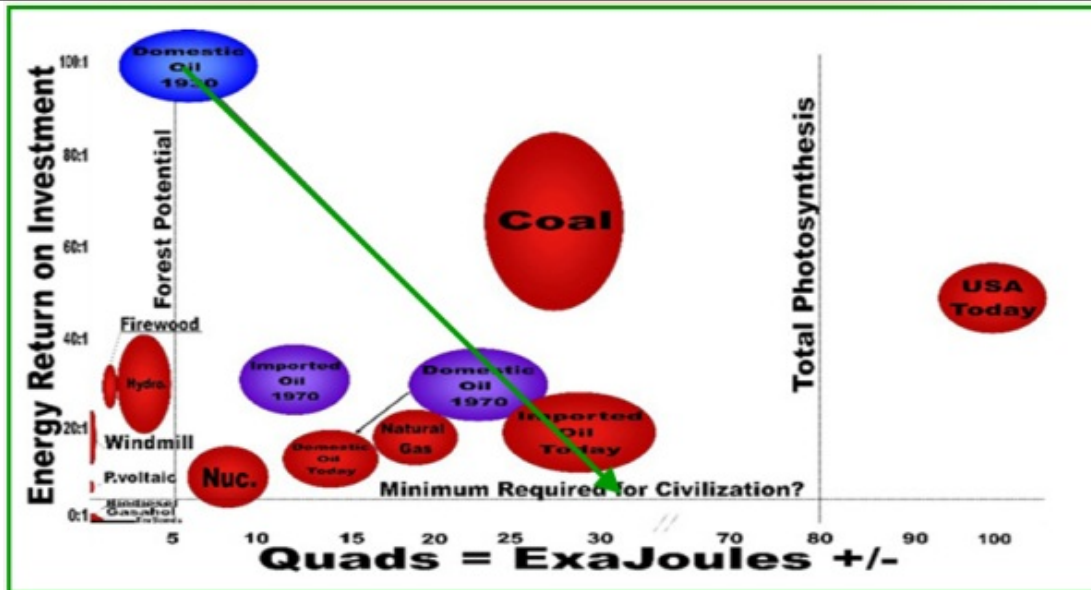 Energy Return on Investment
100:1
80:1
60:1
40:1
20:1
0:1
Domestic
Oil
1930
Forest Potential
Firewood
Hydro.
Windmill
P.voltaic
Gasahol
Nuc.
Imported
Oil
1970
Domestic
Oil
1970
Domestic
Oil
Today
Natural
Gas
Imported
Oil
Today
Coal
Total Photosynthesis
USA
Today
Minimum Required for Civilization?
5 10 15 20 25 30 // 70 80 90 100
Quads = ExaJoules +/-